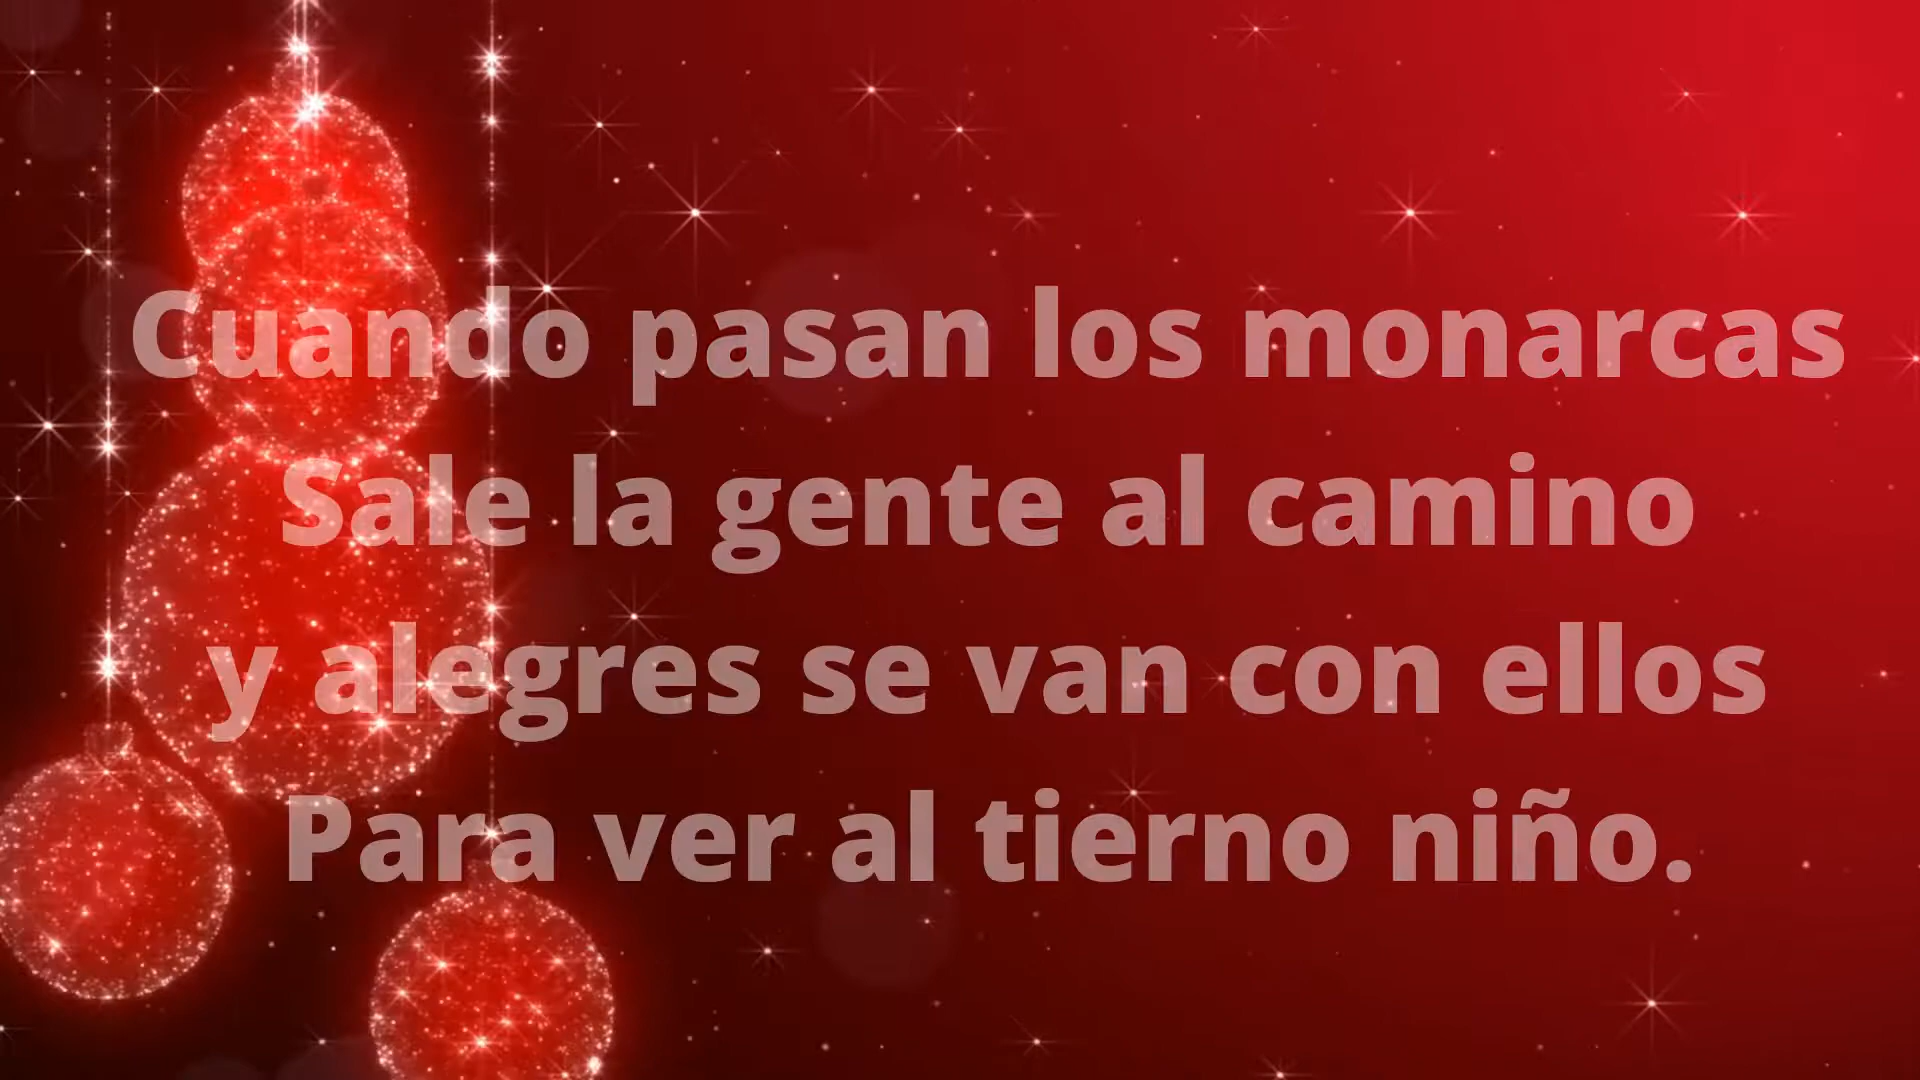 Cuando pasan los monarcas
Sale la gente al camino
y alegres se van con ellos
Para ver al tierno niño.